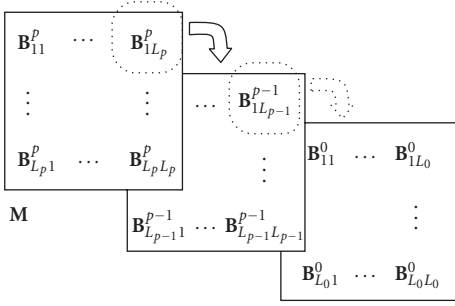 B^p_{11} ⋯ B^p_{1L_p}
⋮ ⋮
B^p_{L_p1} ⋯ B^p_{L_pL_p}
M
⋯ B^{p−1}_{1L_{p−1}}
⋮
B^{p−1}_{L_{p−1}1} ⋯ B^{p−1}_{L_{p−1}L_{p−1}}
B^0_{11} ⋯ B^0_{1L_0}
⋮
B^0_{L_01} ⋯ B^0_{L_0L_0}